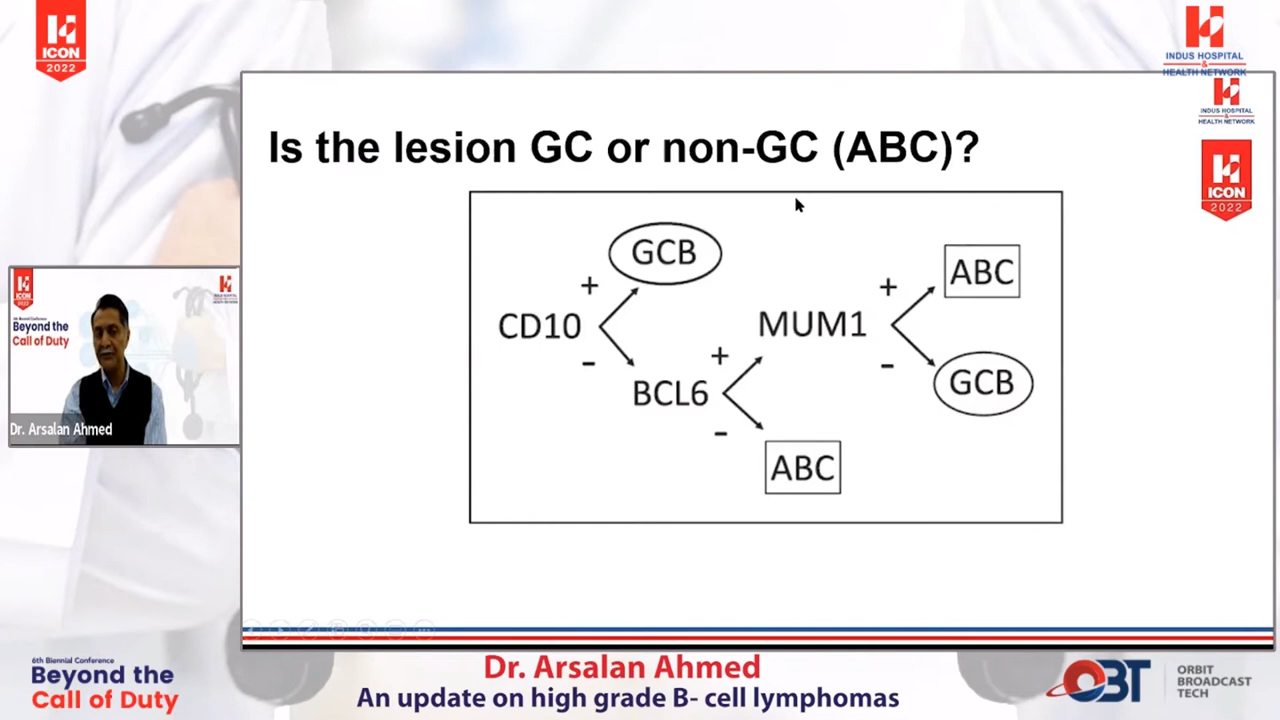 ICON
2022
INDUS HOSPITAL
&
HEALTH NETWORK
INDUS HOSPITAL
&
HEALTH NETWORK
ICON
2022
Is the lesion GC or non-GC (ABC)?
GCB
+
CD10
-
BCL6
+
-
MUM1
ABC
+
ABC
-
GCB
ICON
2022
Beyond the
Call of Duty
Dr. Arsalan Ahmed
6th Biennial Conference
Beyond the
Call of Duty
Dr. Arsalan Ahmed
An update on high grade B- cell lymphomas
OBT
ORBIT
BROADCAST
TECH